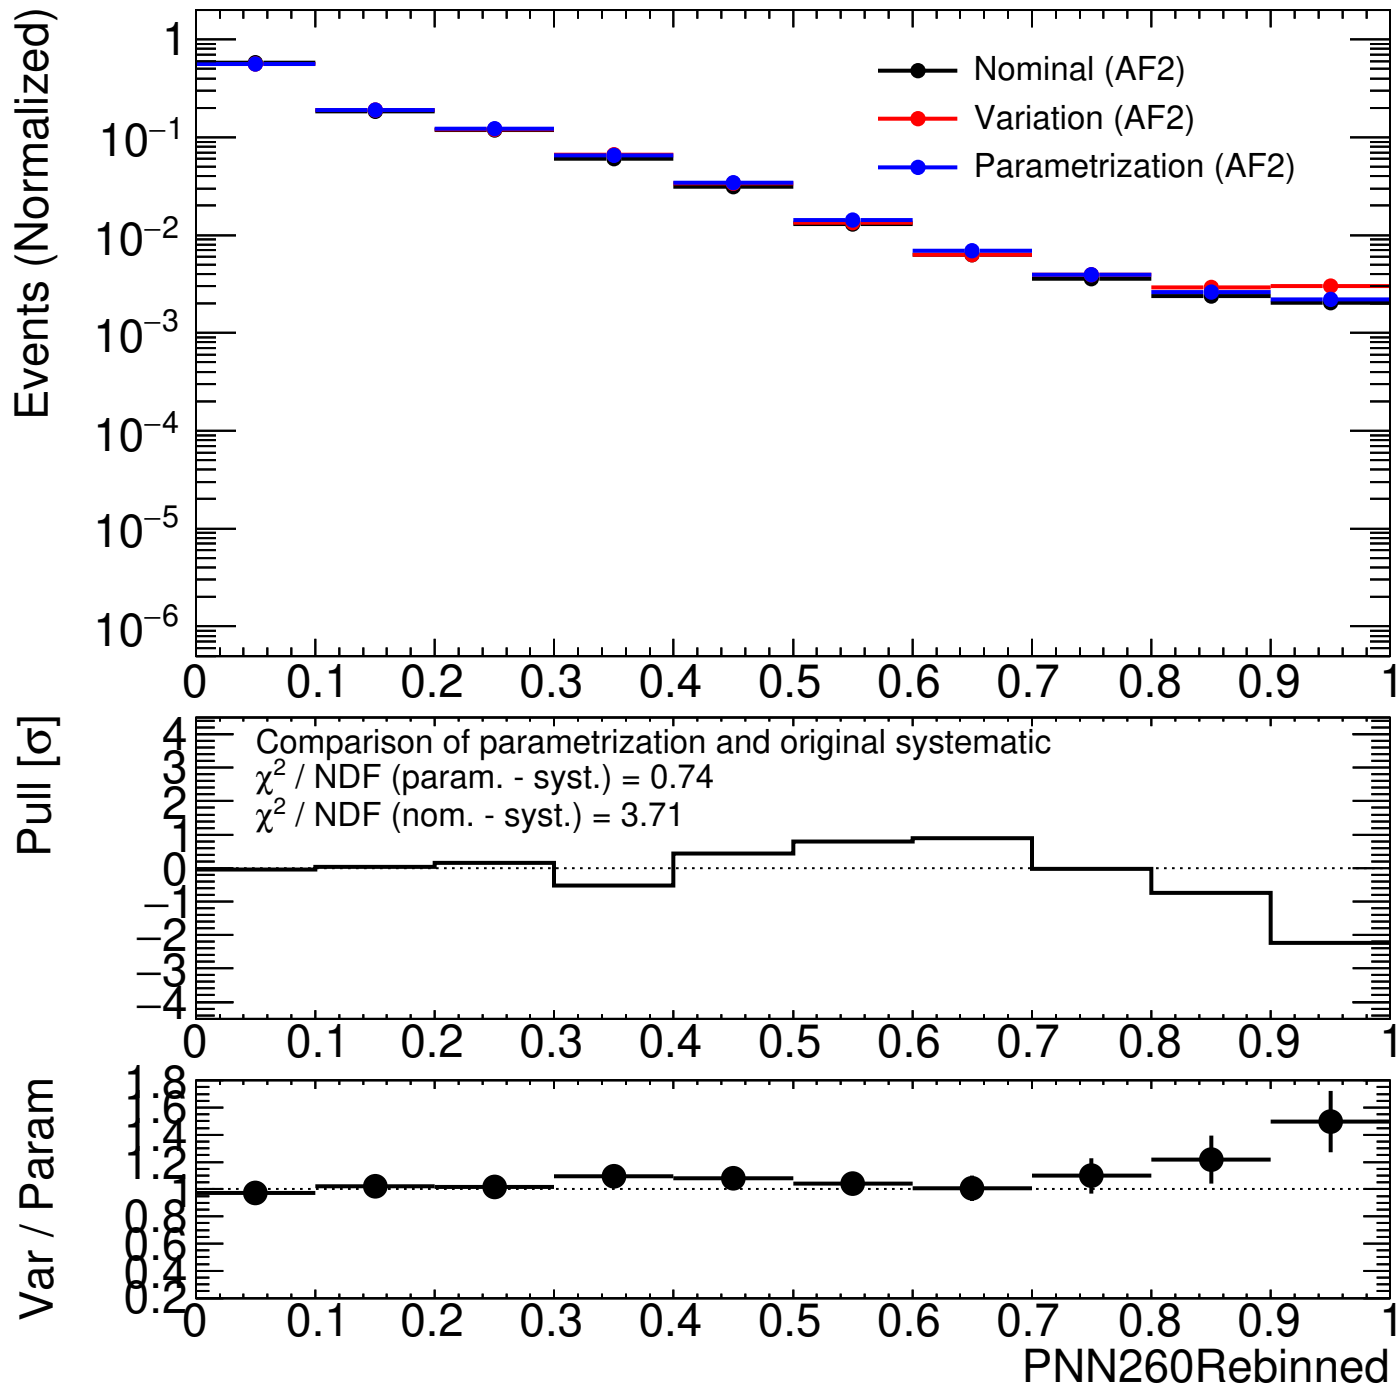 Events (Normalized)
1
10⁻¹
10⁻²
10⁻³
10⁻⁴
10⁻⁵
10⁻⁶
Nominal (AF2)
Variation (AF2)
Parametrization (AF2)
0 0.1 0.2 0.3 0.4 0.5 0.6 0.7 0.8 0.9 1
Pull [σ]
4
3
2
1
0
−1
−2
−3
−4
Comparison of parametrization and original systematic
χ² / NDF (param. - syst.) = 0.74
χ² / NDF (nom. - syst.) = 3.71
0 0.1 0.2 0.3 0.4 0.5 0.6 0.7 0.8 0.9 1
Var / Param
1.8
1.6
1.4
1.2
1
0.8
0.6
0.4
0.2
0 0.1 0.2 0.3 0.4 0.5 0.6 0.7 0.8 0.9 1
PNN260Rebinned